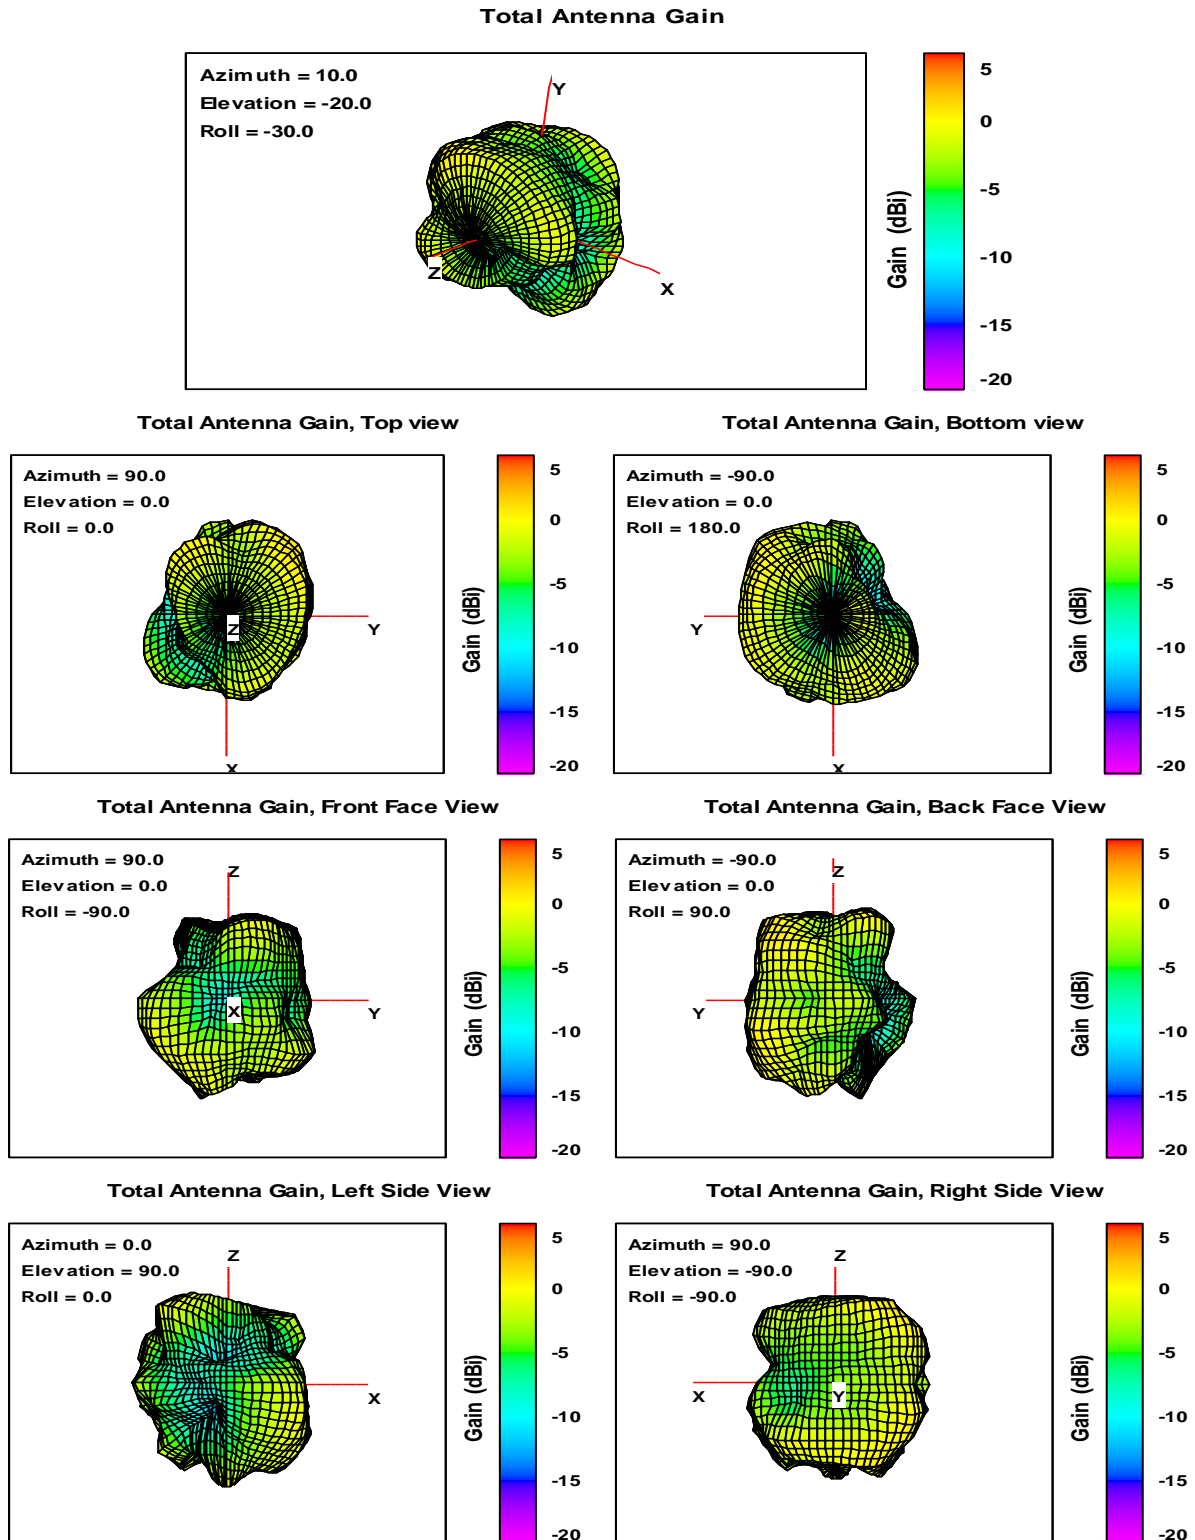 Total Antenna Gain
Azimuth = 10.0
Elevation = -20.0
Roll = -30.0
Y
Z
X
5
0
-5
-10
-15
-20
Gain (dBi)
Total Antenna Gain, Top view
Azimuth = 90.0
Elevation = 0.0
Roll = 0.0
Z
Y
X
5
0
-5
-10
-15
-20
Gain (dBi)
Total Antenna Gain, Bottom view
Azimuth = -90.0
Elevation = 0.0
Roll = 180.0
Y
X
5
0
-5
-10
-15
-20
Gain (dBi)
Total Antenna Gain, Front Face View
Azimuth = 90.0
Elevation = 0.0
Roll = -90.0
Z
X
Y
5
0
-5
-10
-15
-20
Gain (dBi)
Total Antenna Gain, Back Face View
Azimuth = -90.0
Elevation = 0.0
Roll = 90.0
Z
Y
5
0
-5
-10
-15
-20
Gain (dBi)
Total Antenna Gain, Left Side View
Azimuth = 0.0
Elevation = 90.0
Roll = 0.0
Z
X
5
0
-5
-10
-15
-20
Gain (dBi)
Total Antenna Gain, Right Side View
Azimuth = 90.0
Elevation = -90.0
Roll = -90.0
Z
X
Y
5
0
-5
-10
-15
-20
Gain (dBi)